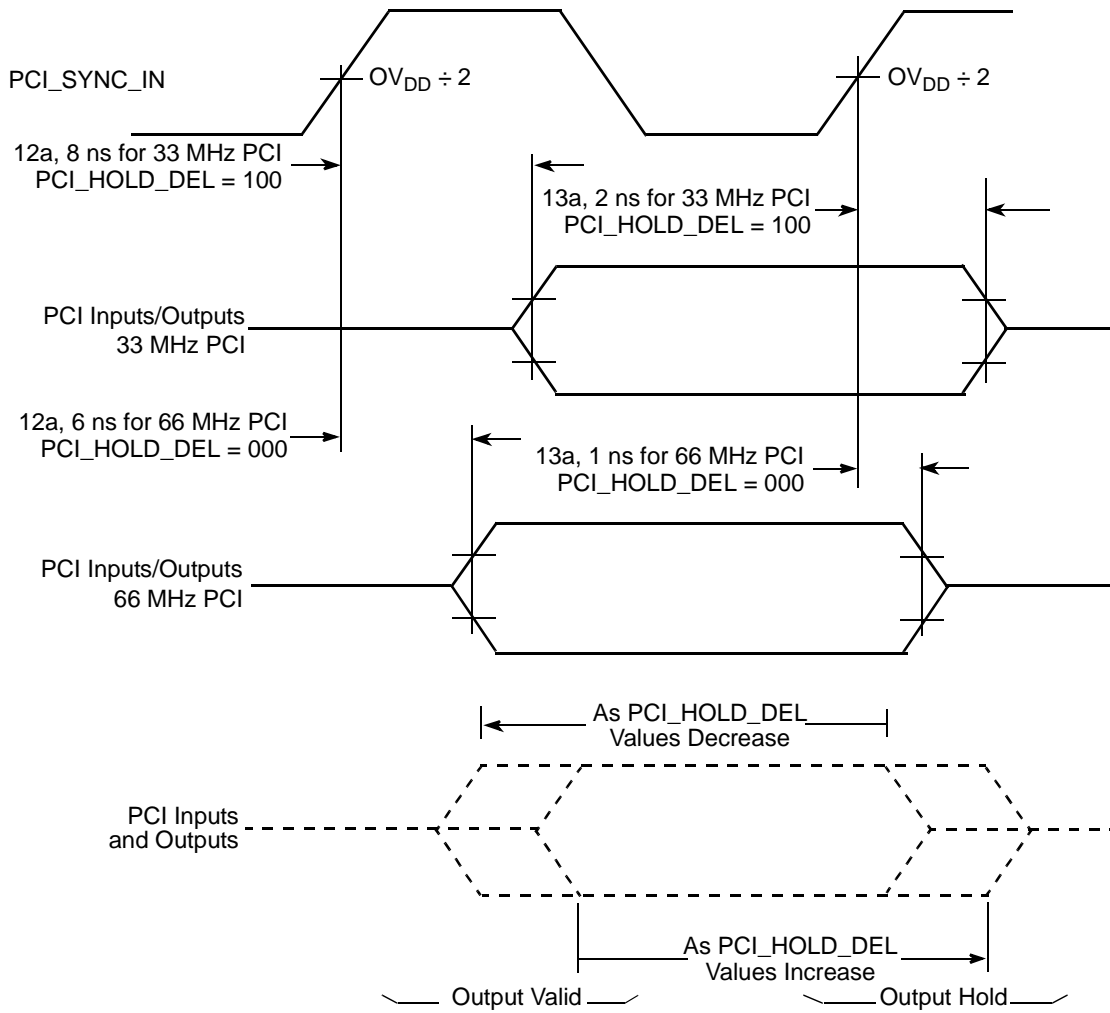 PCI_SYNC_IN
OVDD ÷ 2
OVDD ÷ 2
12a, 8 ns for 33 MHz PCI
PCI_HOLD_DEL = 100
13a, 2 ns for 33 MHz PCI
PCI_HOLD_DEL = 100
PCI Inputs/Outputs
33 MHz PCI
12a, 6 ns for 66 MHz PCI
PCI_HOLD_DEL = 000
13a, 1 ns for 66 MHz PCI
PCI_HOLD_DEL = 000
PCI Inputs/Outputs
66 MHz PCI
As PCI_HOLD_DEL
Values Decrease
PCI Inputs
and Outputs
As PCI_HOLD_DEL
Values Increase
Output Valid
Output Hold